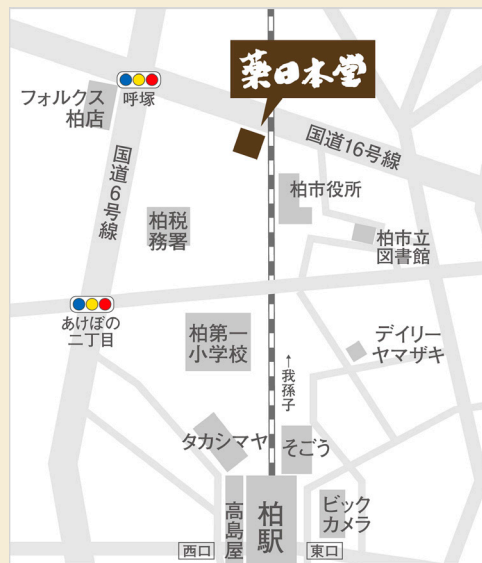 薬日本堂
フォルクス
柏店
呼塚
国道16号線
国道6号線
柏市役所
柏税
務署
柏市立
図書館
あけぼの
二丁目
柏第一
小学校
デイリー
ヤマザキ
↑我孫子
タカシマヤ
そごう
高島屋
柏駅
ビック
カメラ
西口
東口